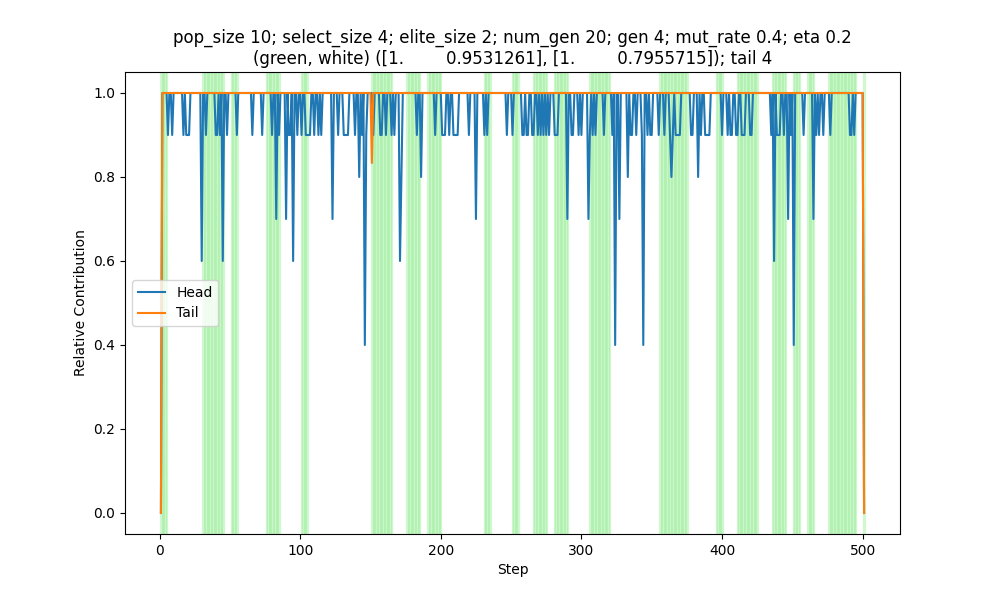 pop_size 10; select_size 4; elite_size 2; num_gen 20; gen 4; mut_rate 0.4; eta 0.2
(green, white) ([1.        0.9531261], [1.        0.7955715]); tail 4
1.0
0.8
0.6
0.4
0.2
0.0
Relative Contribution
Head
Tail
0 100 200 300 400 500
Step